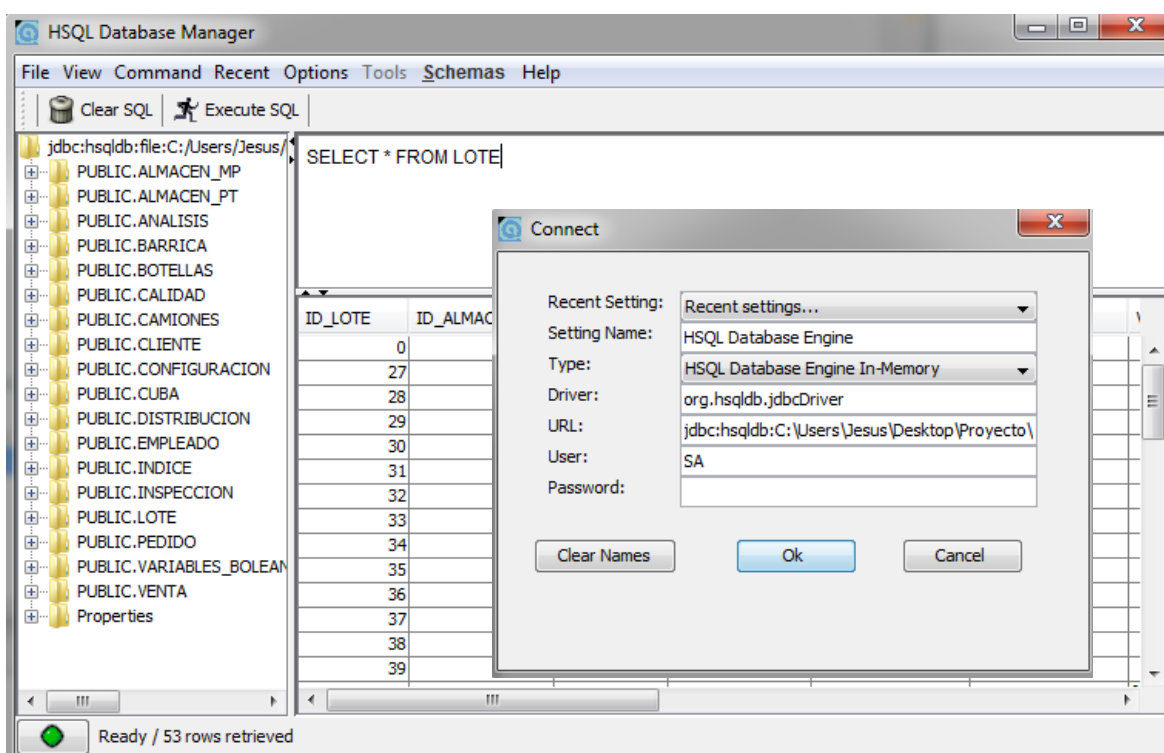 HSQL Database Manager
File View Command Recent Options Tools Schemas Help
Clear SQL Execute SQL
jdbc:hsqldb:file:C:/Users/Jesus/
PUBLIC.ALMACEN_MP
PUBLIC.ALMACEN_PT
PUBLIC.ANALISIS
PUBLIC.BARRICA
PUBLIC.BOTELLAS
PUBLIC.CALIDAD
PUBLIC.CAMIONES
PUBLIC.CLIENTE
PUBLIC.CONFIGURACION
PUBLIC.CUBA
PUBLIC.DISTRIBUCION
PUBLIC.EMPLEADO
PUBLIC.INDICE
PUBLIC.INSPECCION
PUBLIC.LOTE
PUBLIC.PEDIDO
PUBLIC.VARIABLES_BOLEAN
PUBLIC.VENTA
Properties
SELECT * FROM LOTE
ID_LOTE ID_ALMAC
0
27
28
29
30
31
32
33
34
35
36
37
38
39
Connect
Recent Setting: Recent settings...
Setting Name: HSQL Database Engine
Type: HSQL Database Engine In-Memory
Driver: org.hsqldb.jdbcDriver
URL: jdbc:hsqldb:C:\Users\Jesus\Desktop\Proyecto\
User: SA
Password:
Clear Names Ok Cancel
Ready / 53 rows retrieved